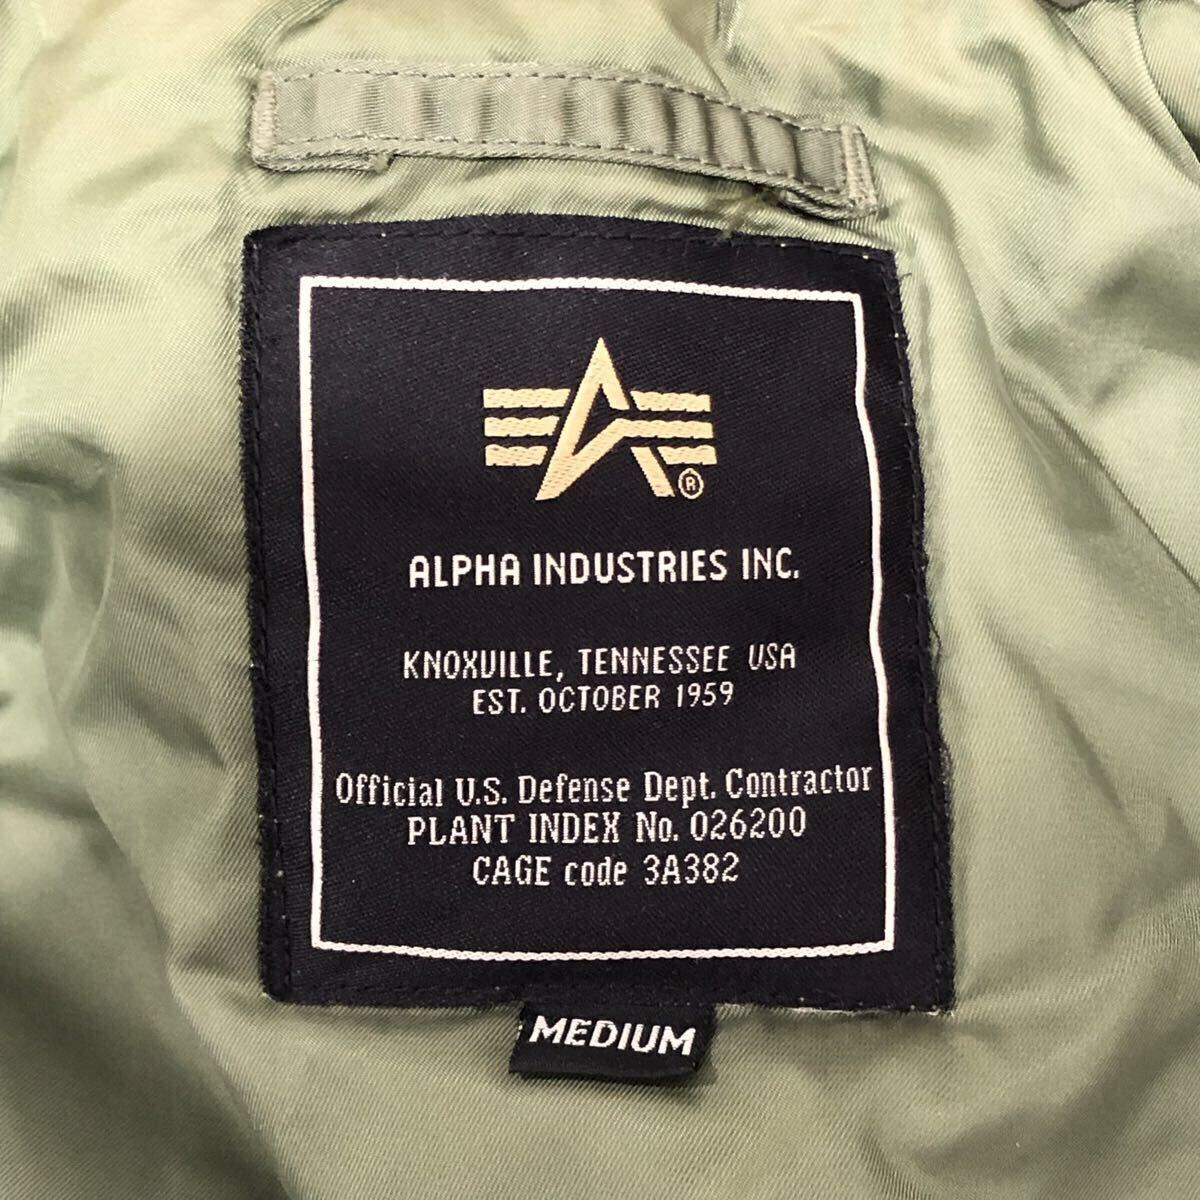 ®
ALPHA INDUSTRIES INC.
KNOXVILLE, TENNESSEE USA
EST. OCTOBER 1959
Official U.S. Defense Dept. Contractor
PLANT INDEX No. 026200
CAGE code 3A382
MEDIUM